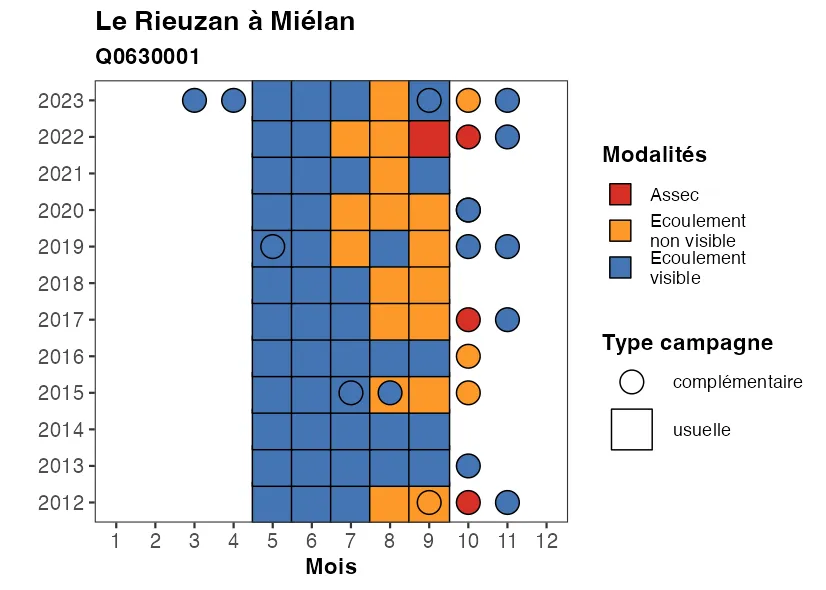 Le Rieuzan à Miélan
Q0630001
2023
2022
2021
2020
2019
2018
2017
2016
2015
2014
2013
2012
1 2 3 4 5 6 7 8 9 10 11 12
Mois
Modalités
Assec
Ecoulement
non visible
Ecoulement
visible
Type campagne
complémentaire
usuelle